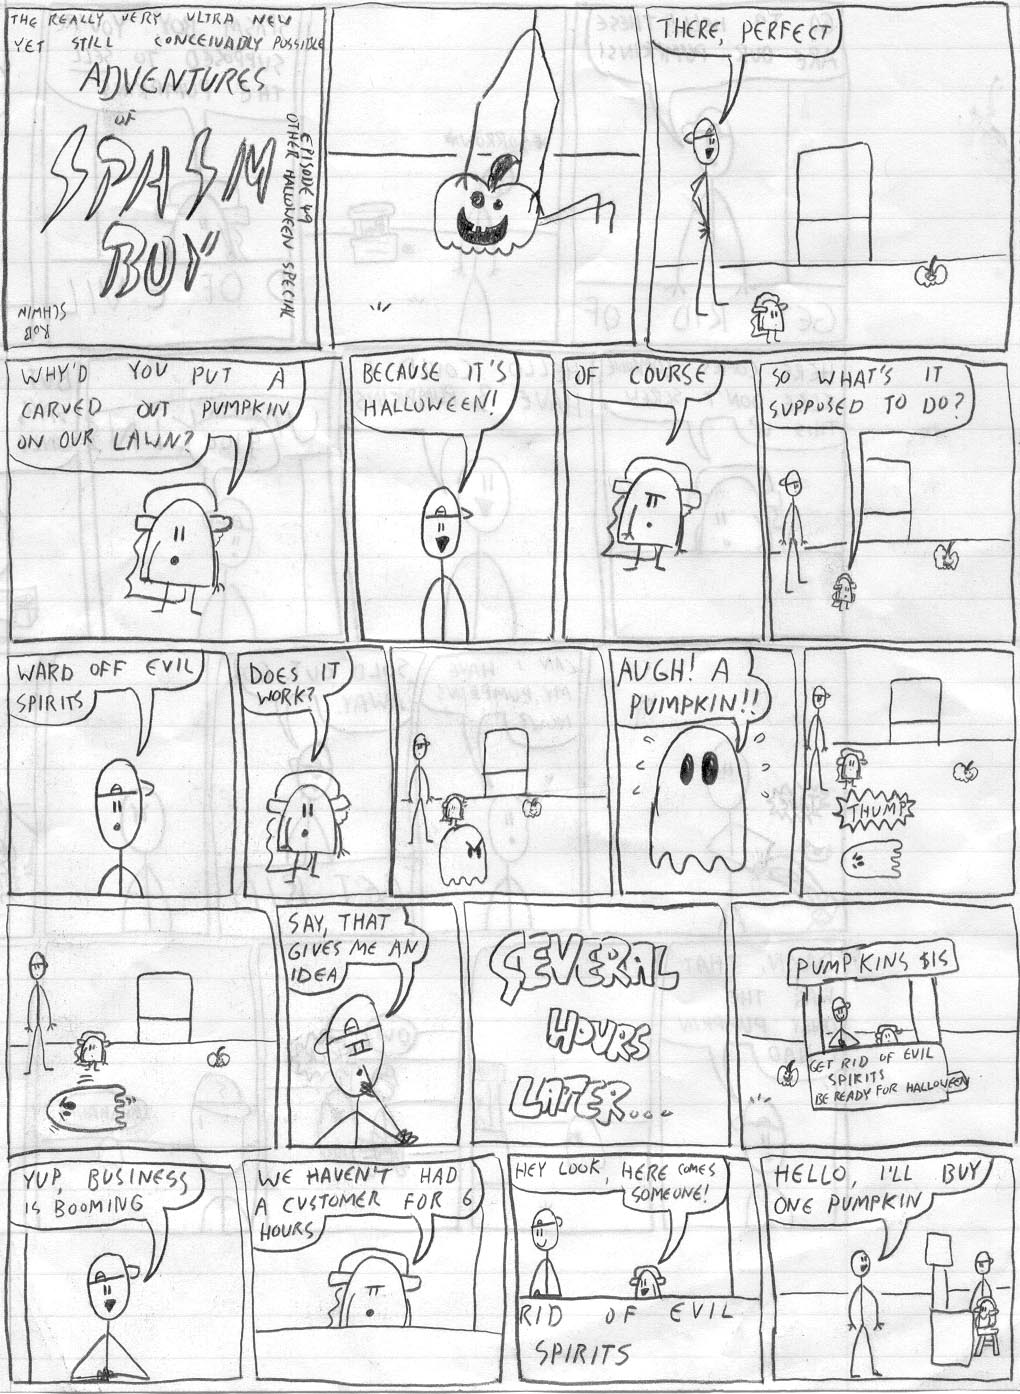 THE REALLY VERY ULTRA NEW
YET STILL CONCEIVABLY POSSIBLE
ADVENTURES
OF
SPASM
BOY
EPISODE 49
OTHER HALLOWEEN SPECIAL
ROB
SCHWIN
THERE, PERFECT
WHY'D YOU PUT A
CARVED OUT PUMPKIN
ON OUR LAWN?
BECAUSE IT'S
HALLOWEEN!
OF COURSE
SO WHAT'S IT
SUPPOSED TO DO?
WARD OFF EVIL
SPIRITS
DOES IT
WORK?
AUGH! A
PUMPKIN!!
THUMP
SAY, THAT
GIVES ME AN
IDEA
SEVERAL
HOURS
LATER...
PUMPKINS $15
GET RID OF EVIL
SPIRITS
BE READY FOR HALLOWEEN
YUP, BUSINESS
IS BOOMING
WE HAVEN'T HAD
A CUSTOMER FOR 6
HOURS
HEY LOOK, HERE COMES
SOMEONE!
RID OF EVIL
SPIRITS
HELLO, I'LL BUY
ONE PUMPKIN